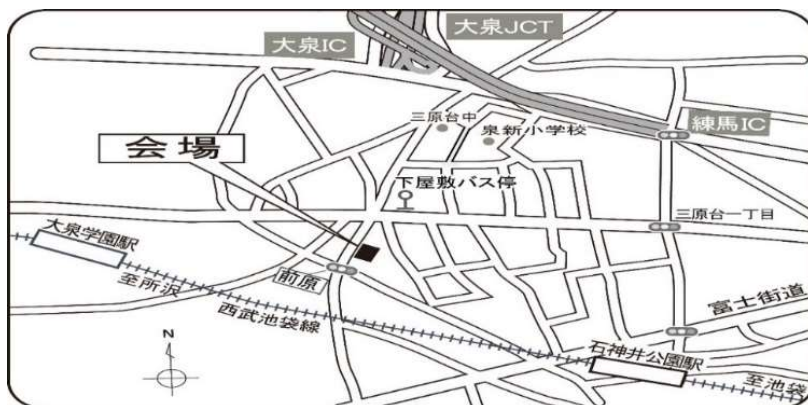 大泉IC
大泉JCT
三原台中
泉新小学校
練馬IC
会場
下屋敷バス停
三原台一丁目
大泉学園駅
前原
至所沢
西武池袋線
富士街道
石神井公園駅
至池袋
N